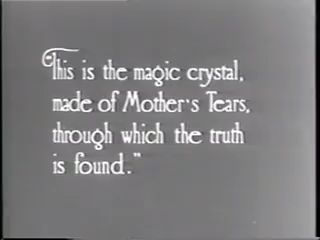 "This is the magic crystal,
made of Mother's Tears,
through which the truth
is found."